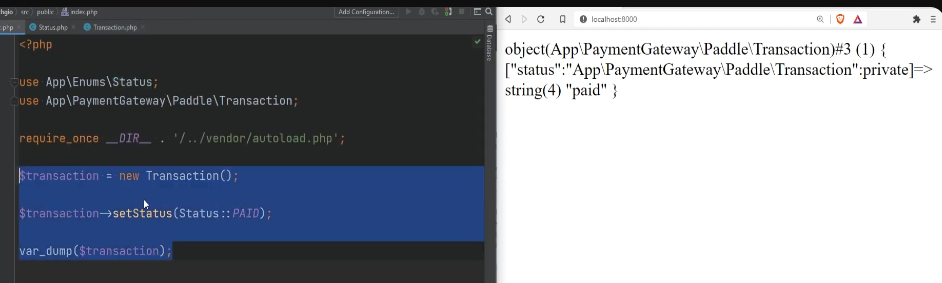 hgio src public index.php
Add Configuration...
.php Status.php Transaction.php
<?php
use App\Enums\Status;
use App\PaymentGateway\Paddle\Transaction;
require_once __DIR__ . '/../vendor/autoload.php';
$transaction = new Transaction();
$transaction->setStatus(Status::PAID);
var_dump($transaction);
Database
localhost:8000
object(App\PaymentGateway\Paddle\Transaction)#3 (1) {
["status":"App\PaymentGateway\Paddle\Transaction":private]=>
string(4) "paid" }